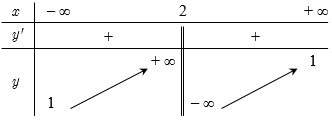 x −∞ 2 +∞
y′ + +
+∞ 1
y
1 −∞